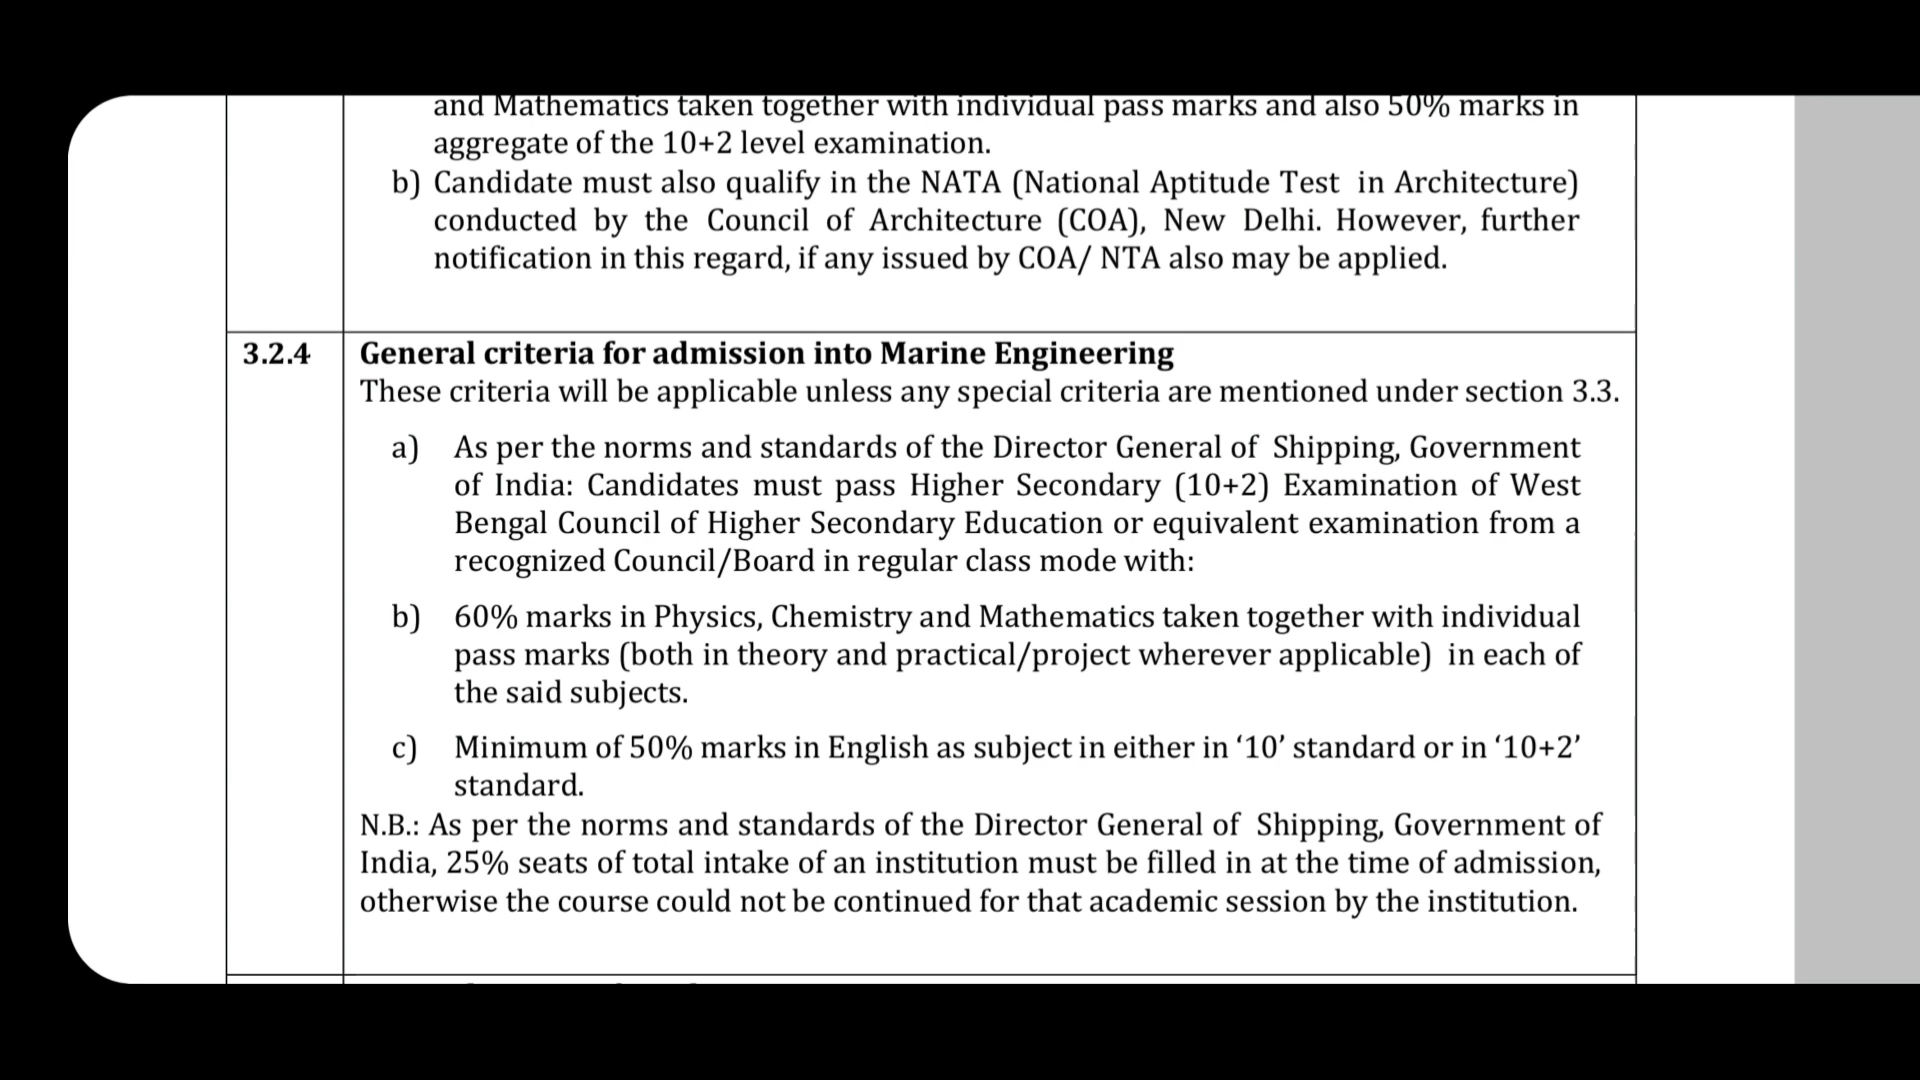 and Mathematics taken together with individual pass marks and also 50% marks in
aggregate of the 10+2 level examination.
b) Candidate must also qualify in the NATA (National Aptitude Test in Architecture)
conducted by the Council of Architecture (COA), New Delhi. However, further
notification in this regard, if any issued by COA/ NTA also may be applied.
3.2.4 General criteria for admission into Marine Engineering
These criteria will be applicable unless any special criteria are mentioned under section 3.3.
a) As per the norms and standards of the Director General of Shipping, Government
of India: Candidates must pass Higher Secondary (10+2) Examination of West
Bengal Council of Higher Secondary Education or equivalent examination from a
recognized Council/Board in regular class mode with:
b) 60% marks in Physics, Chemistry and Mathematics taken together with individual
pass marks (both in theory and practical/project wherever applicable) in each of
the said subjects.
c) Minimum of 50% marks in English as subject in either in ‘10’ standard or in ‘10+2’
standard.
N.B.: As per the norms and standards of the Director General of Shipping, Government of
India, 25% seats of total intake of an institution must be filled in at the time of admission,
otherwise the course could not be continued for that academic session by the institution.